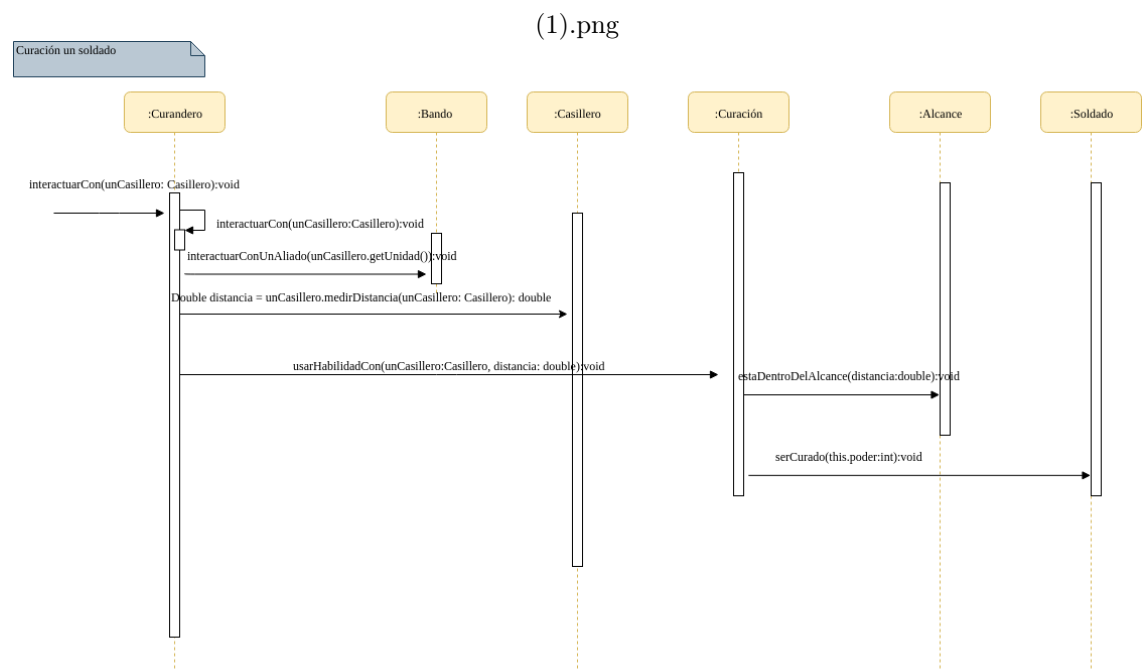 (1).png
Curación un soldado
:Curandero
:Bando
:Casillero
:Curación
:Alcance
:Soldado
interactuarCon(unCasillero: Casillero):void
interactuarCon(unCasillero:Casillero):void
interactuarConUnAliado(unCasillero.getUnidad()):void
Double distancia = unCasillero.medirDistancia(unCasillero: Casillero): double
usarHabilidadCon(unCasillero:Casillero, distancia: double):void
estaDentroDelAlcance(distancia:double):void
serCurado(this.poder:int):void